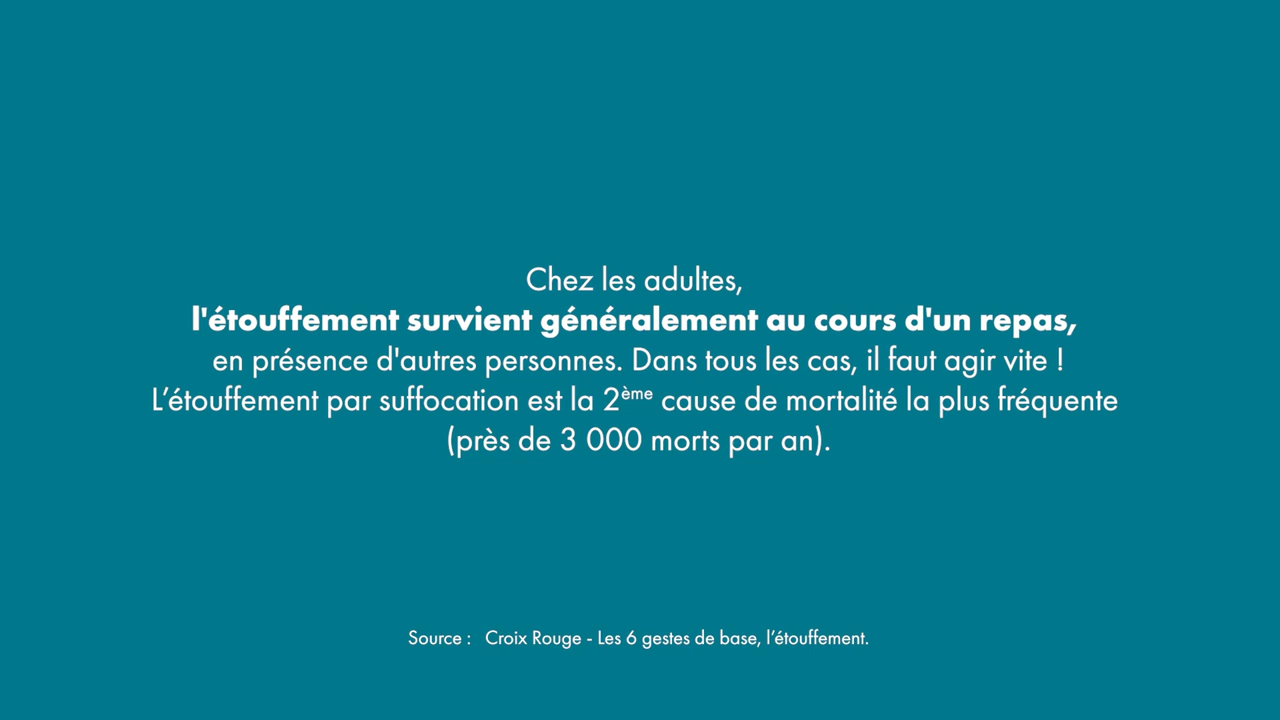 Chez les adultes,
l'étouffement survient généralement au cours d'un repas,
en présence d'autres personnes. Dans tous les cas, il faut agir vite !
L’étouffement par suffocation est la 2ème cause de mortalité la plus fréquente
(près de 3 000 morts par an).
Source : Croix Rouge - Les 6 gestes de base, l’étouffement.